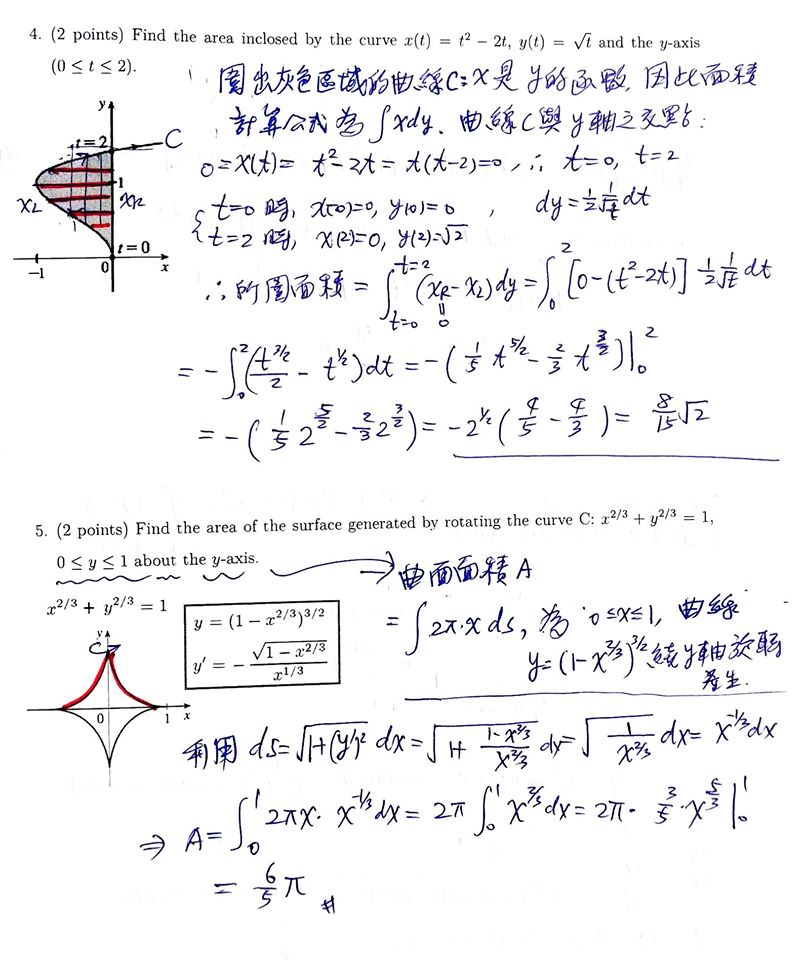 4. (2 points) Find the area inclosed by the curve x(t) = t² − 2t, y(t) = √t and the y-axis
(0 ≤ t ≤ 2).
圍出灰色區域的曲線C:x是y的函數, 因此面積
計算公式為 ∫xdy. 曲線C與y軸之交點:
0 = x(t) = t²−2t = t(t−2)=0, ∴ t=0, t=2
{ t=0 時, x(0)=0, y(0)=0 , dy = 1/2 1/√t dt
t=2 時, x(2)=0, y(2)=√2
y
t = 2
C
1
x_L
x_R
1
t = 0
−1
0
x
∴ 所圍面積 = ∫_{t=0}^{t=2} (x_R − x_L) dy = ∫_0^2 [0−(t²−2t)] 1/2 1/√t dt
0
= − ∫_0^2 (t^{3/2}/2 − t^{1/2}) dt = −( 1/5 t^{5/2} − 2/3 t^{3/2} )|_0^2
= −( 1/5 2^{5/2} − 2/3 2^{3/2} ) = −2^{1/2} ( 4/5 − 4/3 ) = 8/15 √2
5. (2 points) Find the area of the surface generated by rotating the curve C: x^{2/3} + y^{2/3} = 1,
0 ≤ y ≤ 1 about the y-axis.
→ 曲面面積 A
x^{2/3} + y^{2/3} = 1
y = (1 − x^{2/3})^{3/2}
y′ = − √(1 − x^{2/3}) / x^{1/3}
= ∫ 2π·x ds, 為 0≤x≤1, 曲線
y=(1−x^{2/3})^{3/2} 繞y軸旋轉
產生.
y
C
0
1
x
利用 ds = √(1+(y′)²) dx = √(1+ (1−x^{2/3})/x^{2/3}) dx = √(1/x^{2/3}) dx = x^{−1/3} dx
⇒ A = ∫_0^1 2πx · x^{−1/3} dx = 2π ∫_0^1 x^{2/3} dx = 2π · 3/5 · x^{5/3} |_0^1
= 6/5 π #